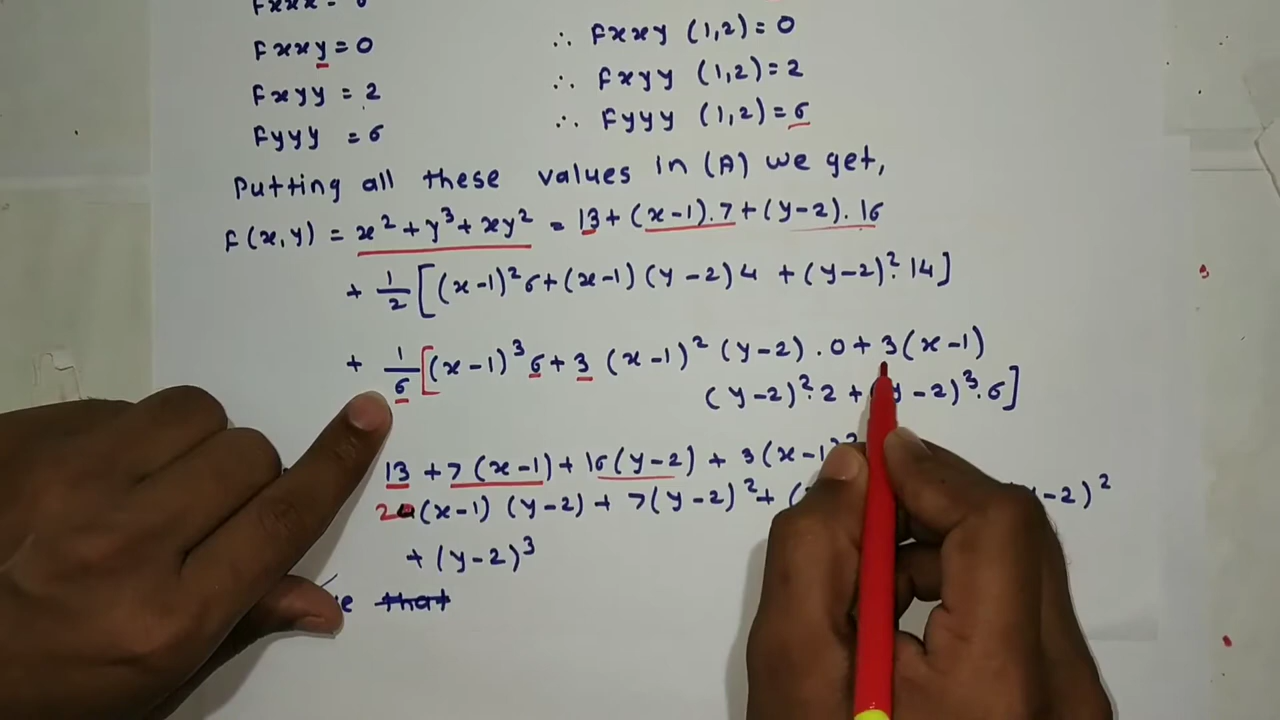 Fxxy = 0 ∴ Fxxy (1,2) = 0
Fxyy = 2 ∴ Fxyy (1,2) = 2
Fyyy = 6 ∴ Fyyy (1,2) = 6
Putting all these values in (A) we get,
F(x,y) = x² + y³ + xy² = 13 + (x-1).7 + (y-2).16
+ 1/2 [(x-1)² 6 + (x-1) (y-2) 4 + (y-2)². 14]
+ 1/6 [(x-1)³ 6 + 3 (x-1)² (y-2) . 0 + 3(x-1)
(y-2)². 2 + y-2)³. 6]
13 + 7(x-1) + 16(y-2) + 3(x-1
2 (x-1) (y-2) + 7(y-2)² + ( -2)²
+ (y-2)³